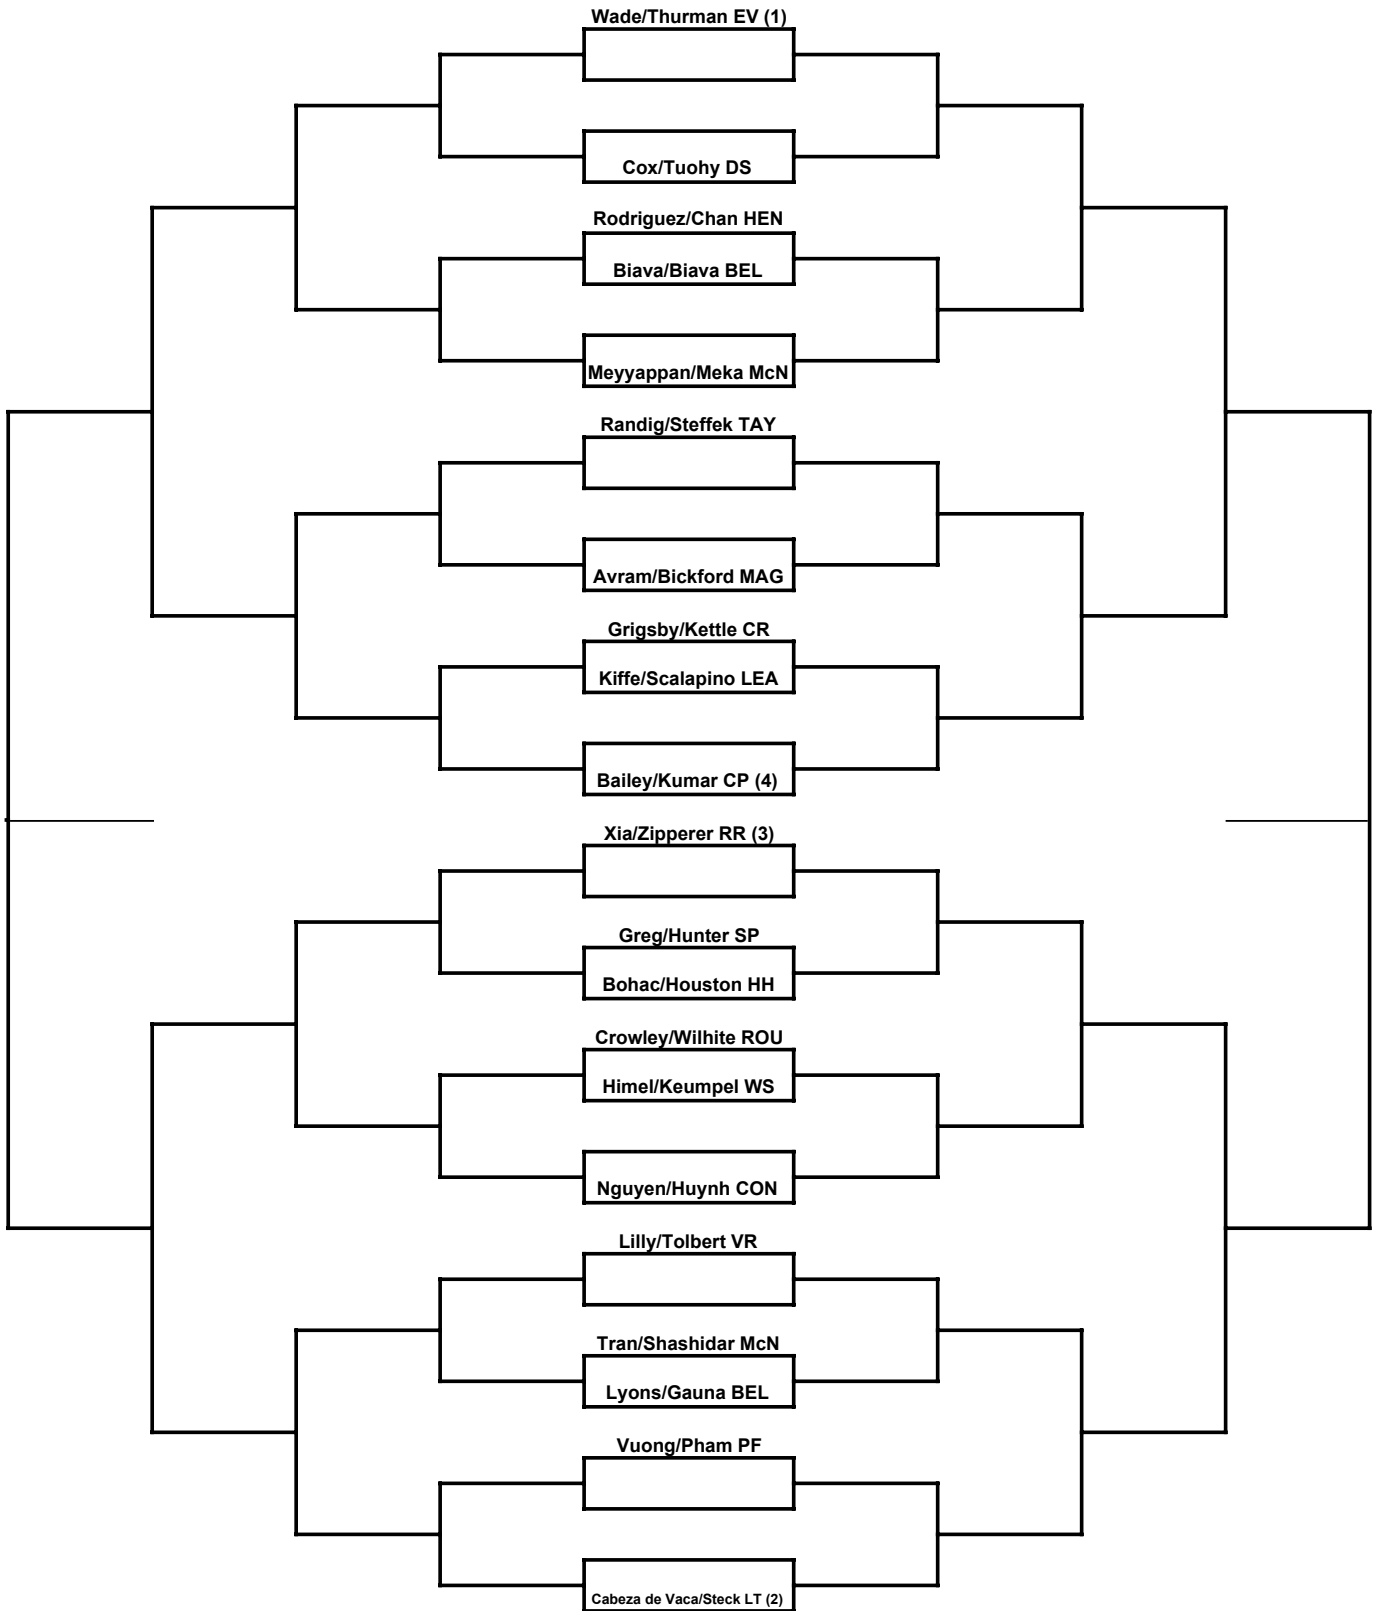 Wade/Thurman EV (1)
Cox/Tuohy DS
Rodriguez/Chan HEN
Biava/Biava BEL
Meyyappan/Meka McN
Randig/Steffek TAY
Avram/Bickford MAG
Grigsby/Kettle CR
Kiffe/Scalapino LEA
Bailey/Kumar CP (4)
Xia/Zipperer RR (3)
Greg/Hunter SP
Bohac/Houston HH
Crowley/Wilhite ROU
Himel/Keumpel WS
Nguyen/Huynh CON
Lilly/Tolbert VR
Tran/Shashidar McN
Lyons/Gauna BEL
Vuong/Pham PF
Cabeza de Vaca/Steck LT (2)